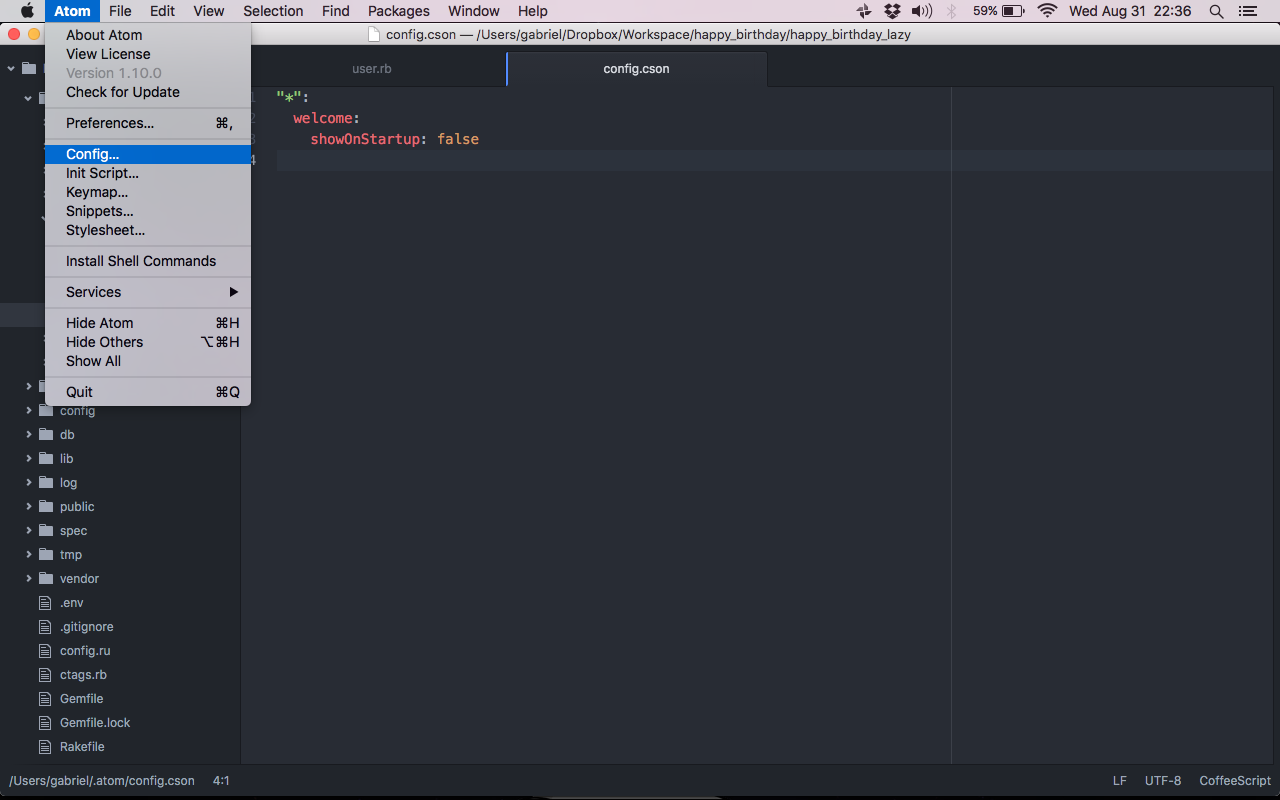 Atom File Edit View Selection Find Packages Window Help 59% Wed Aug 31 22:36
config.cson — /Users/gabriel/Dropbox/Workspace/happy_birthday/happy_birthday_lazy
About Atom
View License
Version 1.10.0
Check for Update
Preferences... ⌘,
Config...
Init Script...
Keymap...
Snippets...
Stylesheet...
Install Shell Commands
Services ▶
Hide Atom ⌘H
Hide Others ⌥⌘H
Show All
Quit ⌘Q
config
db
lib
log
public
spec
tmp
vendor
.env
.gitignore
config.ru
ctags.rb
Gemfile
Gemfile.lock
Rakefile
user.rb config.cson
1 "*":
2 welcome:
3 showOnStartup: false
4
/Users/gabriel/.atom/config.cson 4:1 LF UTF-8 CoffeeScript